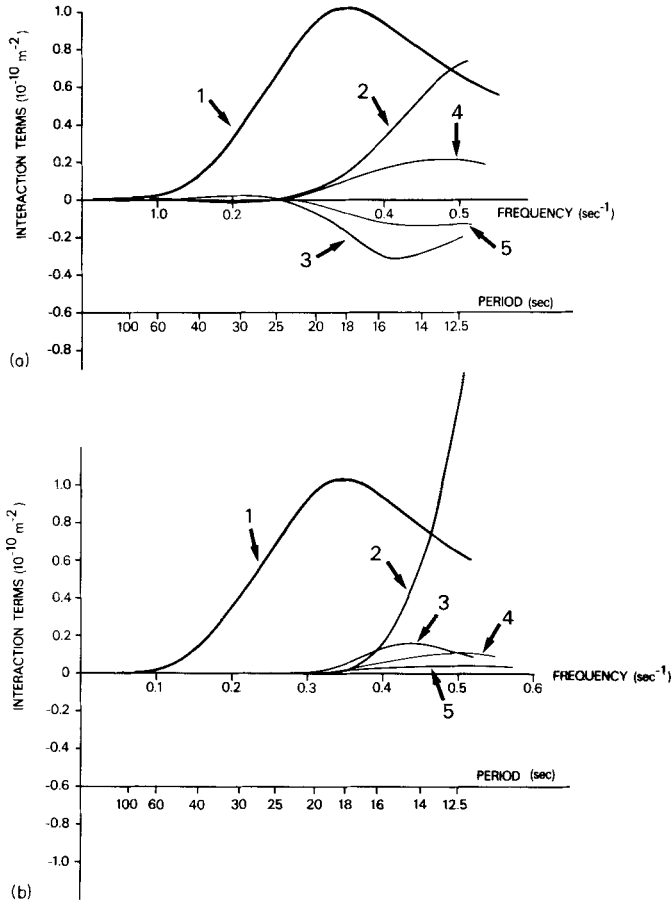 INTERACTION TERMS (10⁻¹⁰ m⁻²)
1.0
0.8
0.6
0.4
0.2
0
-0.2
-0.4
-0.6
-0.8
1
2
4
3
5
1.0 0.2 0.4 0.5 FREQUENCY (sec⁻¹)
PERIOD (sec)
100 60 40 30 25 20 18 16 14 12.5
(a)
INTERACTION TERMS (10⁻¹⁰ m⁻²)
1.0
0.8
0.6
0.4
0.2
0
-0.2
-0.4
-0.6
-0.8
-1.0
1
2
3
4
5
0.1 0.2 0.3 0.4 0.5 0.6
FREQUENCY (sec⁻¹)
PERIOD (sec)
100 60 40 30 25 20 18 16 14 12.5
(b)